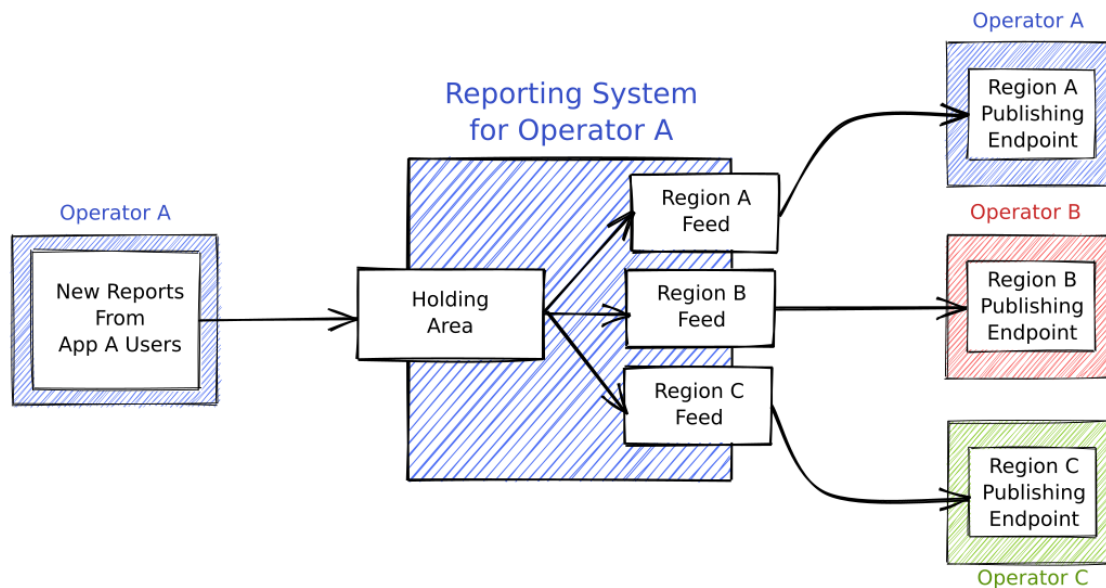 Operator A
New Reports
From
App A Users
Reporting System
for Operator A
Holding
Area
Region A
Feed
Region B
Feed
Region C
Feed
Operator A
Region A
Publishing
Endpoint
Operator B
Region B
Publishing
Endpoint
Region C
Publishing
Endpoint
Operator C